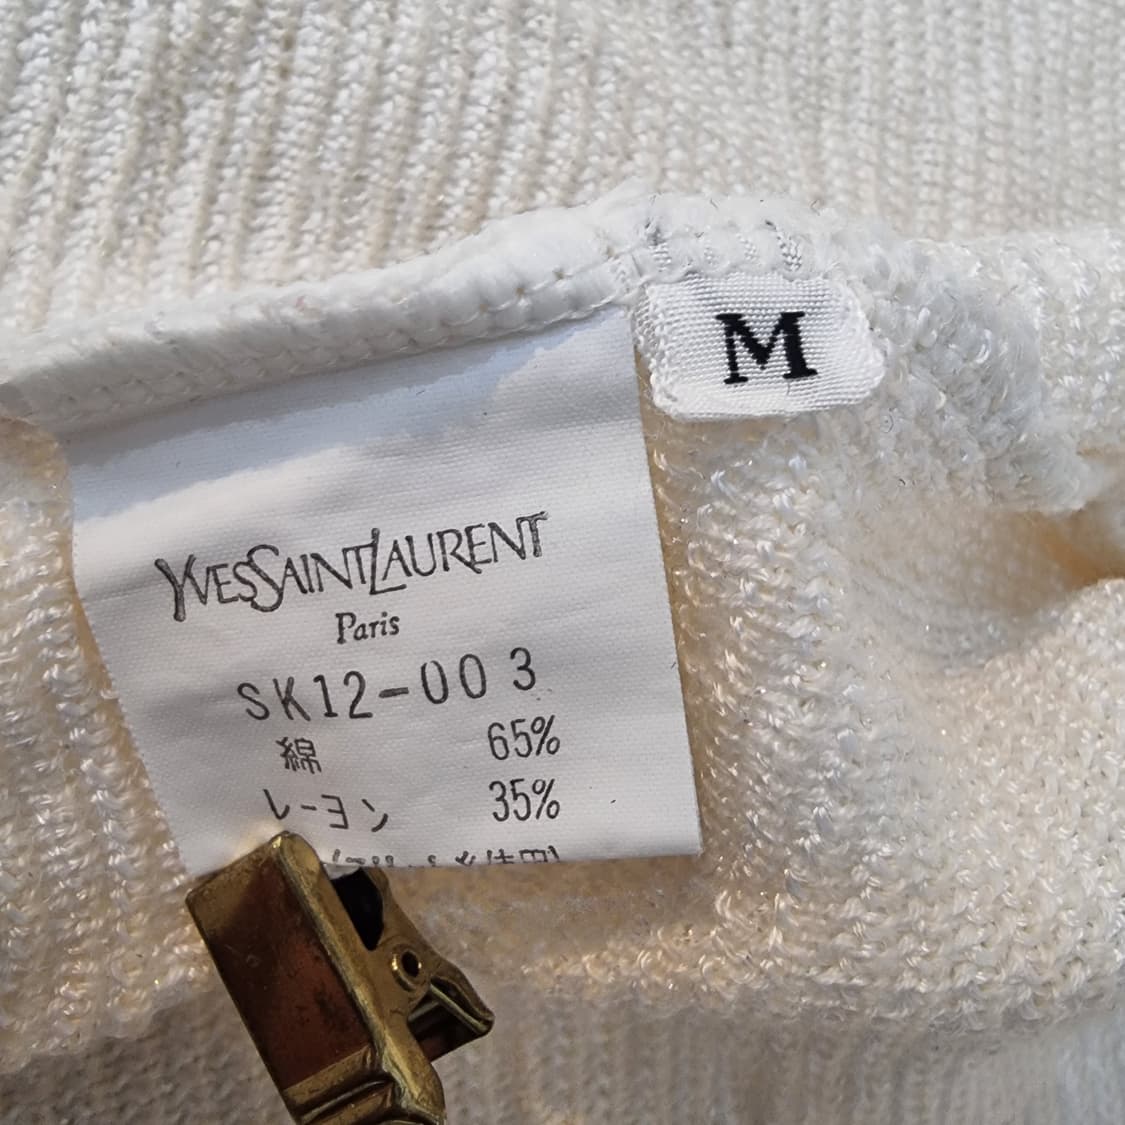 M
YVESSAINTLAURENT
Paris
SK12-003
綿 65%
レーヨン 35%